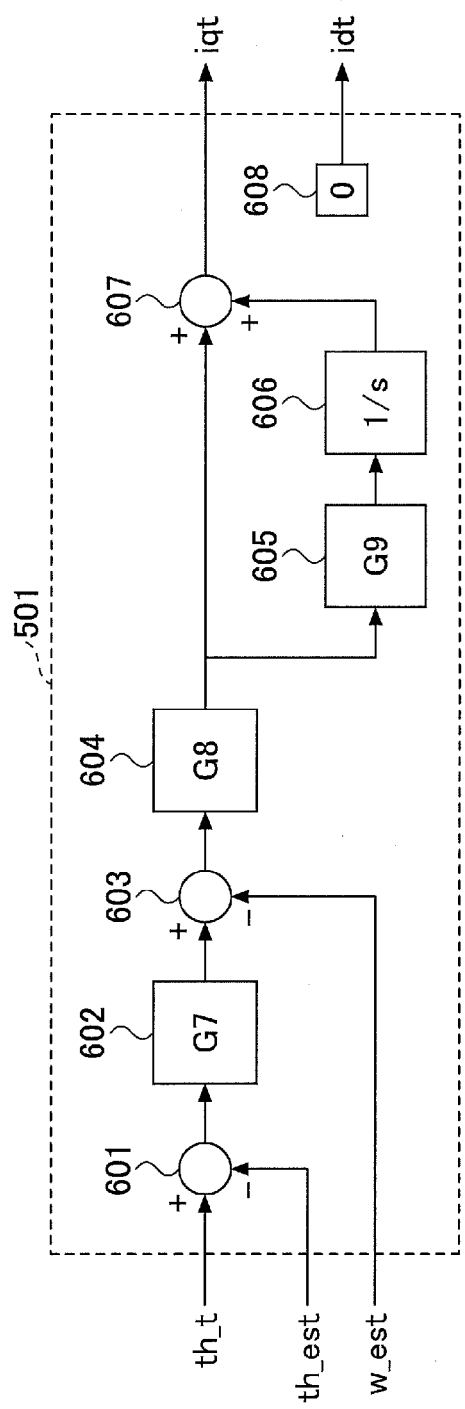 501
601
602
603
604
605
606
607
608
th_t
th_est
w_est
+
-
G7
+
-
G8
G9
1/s
+
+
0
iqt
idt